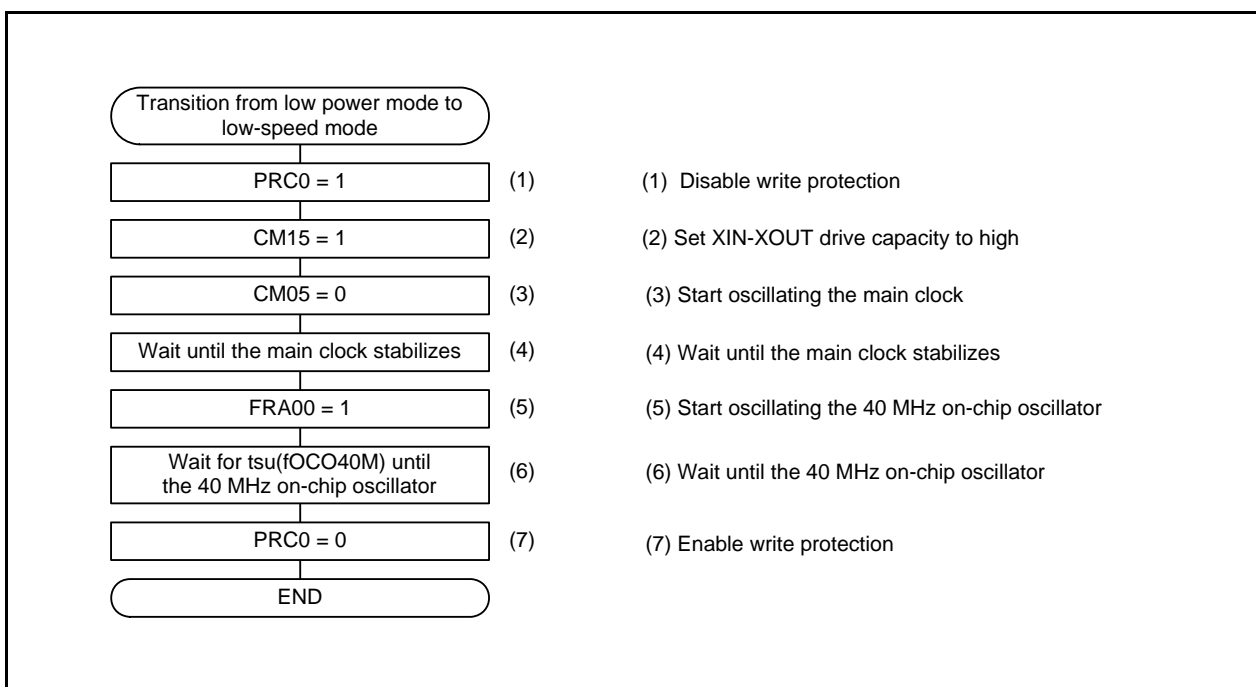 Transition from low power mode to
low-speed mode
PRC0 = 1
(1)
(1) Disable write protection
CM15 = 1
(2)
(2) Set XIN-XOUT drive capacity to high
CM05 = 0
(3)
(3) Start oscillating the main clock
Wait until the main clock stabilizes
(4)
(4) Wait until the main clock stabilizes
FRA00 = 1
(5)
(5) Start oscillating the 40 MHz on-chip oscillator
Wait for tsu(fOCO40M) until
the 40 MHz on-chip oscillator
(6)
(6) Wait until the 40 MHz on-chip oscillator
PRC0 = 0
(7)
(7) Enable write protection
END